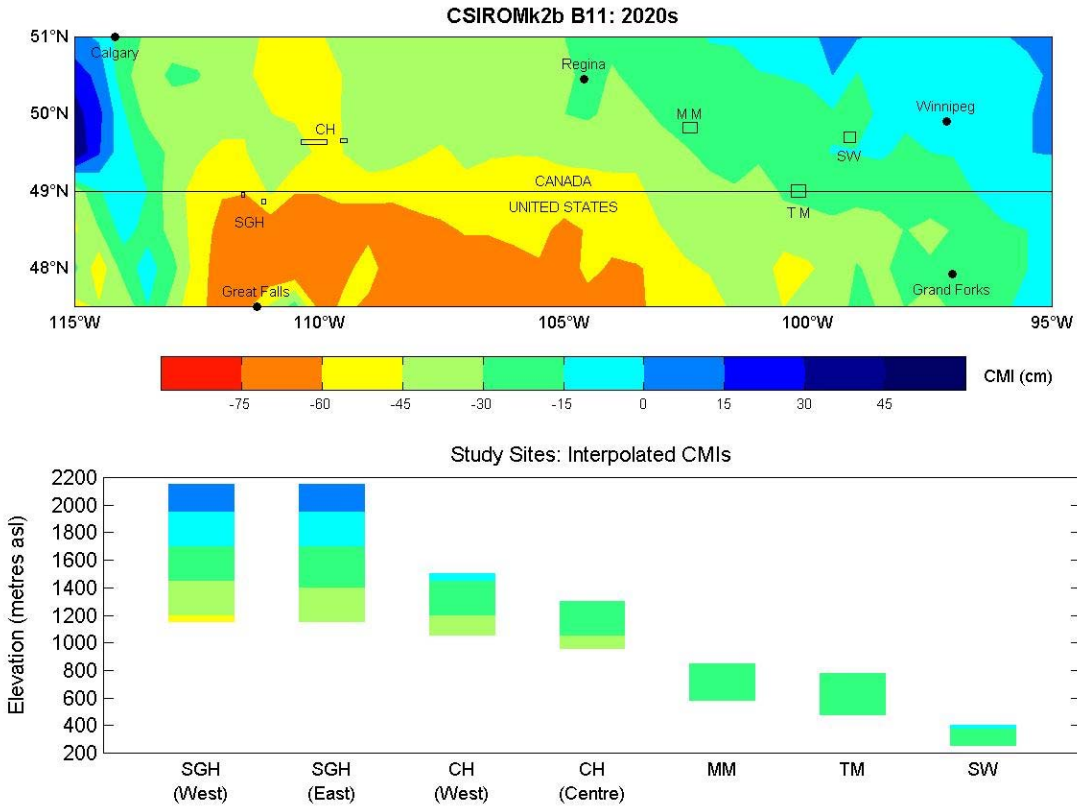 CSIROMk2b B11: 2020s
51°N
50°N
49°N
48°N
Calgary
Regina
Winnipeg
CH
M M
SW
CANADA
UNITED STATES
T M
SGH
Great Falls
Grand Forks
115°W 110°W 105°W 100°W 95°W
-75 -60 -45 -30 -15 0 15 30 45
CMI (cm)
Study Sites: Interpolated CMIs
Elevation (metres asl)
2200
2000
1800
1600
1400
1200
1000
800
600
400
200
SGH SGH CH CH MM TM SW
(West) (East) (West) (Centre)